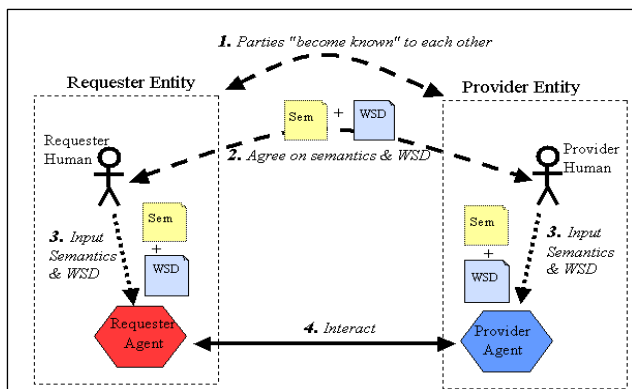 1. Parties "become known" to each other
Requester Entity
Provider Entity
Sem
+
WSD
Requester
Human
2. Agree on semantics & WSD
Provider
Human
3. Input
Semantics
& WSD
Sem
+
WSD
Sem
+
WSD
3. Input
Semantics
& WSD
Requester
Agent
4. Interact
Provider
Agent